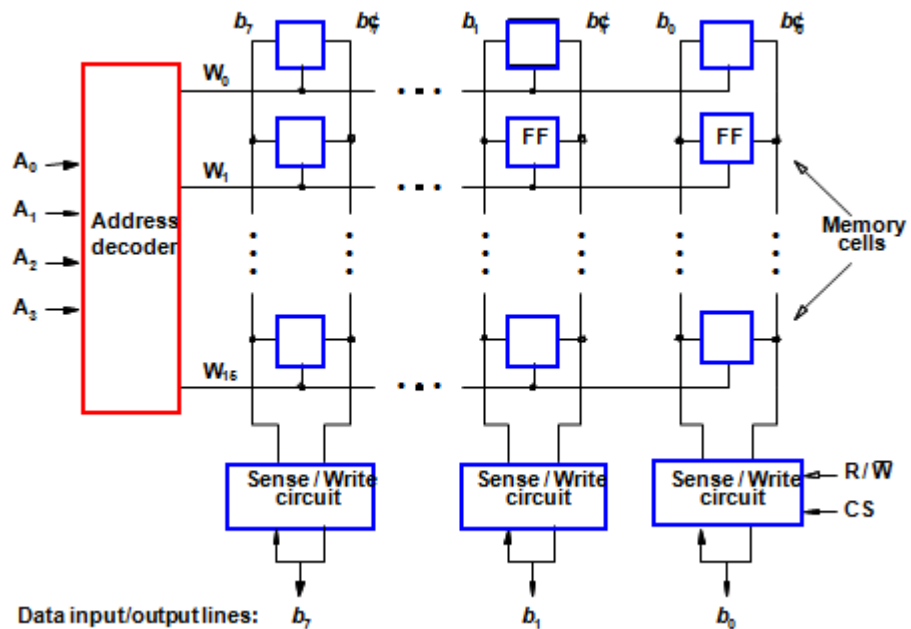 b7 b¢7 b1 b¢1 b0 b¢0
W0
FF FF
A0
W1
A1
Address
decoder
Memory
cells
A2
A3
W15
Sense / Write
circuit
Sense / Write
circuit
Sense / Write
circuit
R/W̅
CS
Data input/output lines: b7 b1 b0